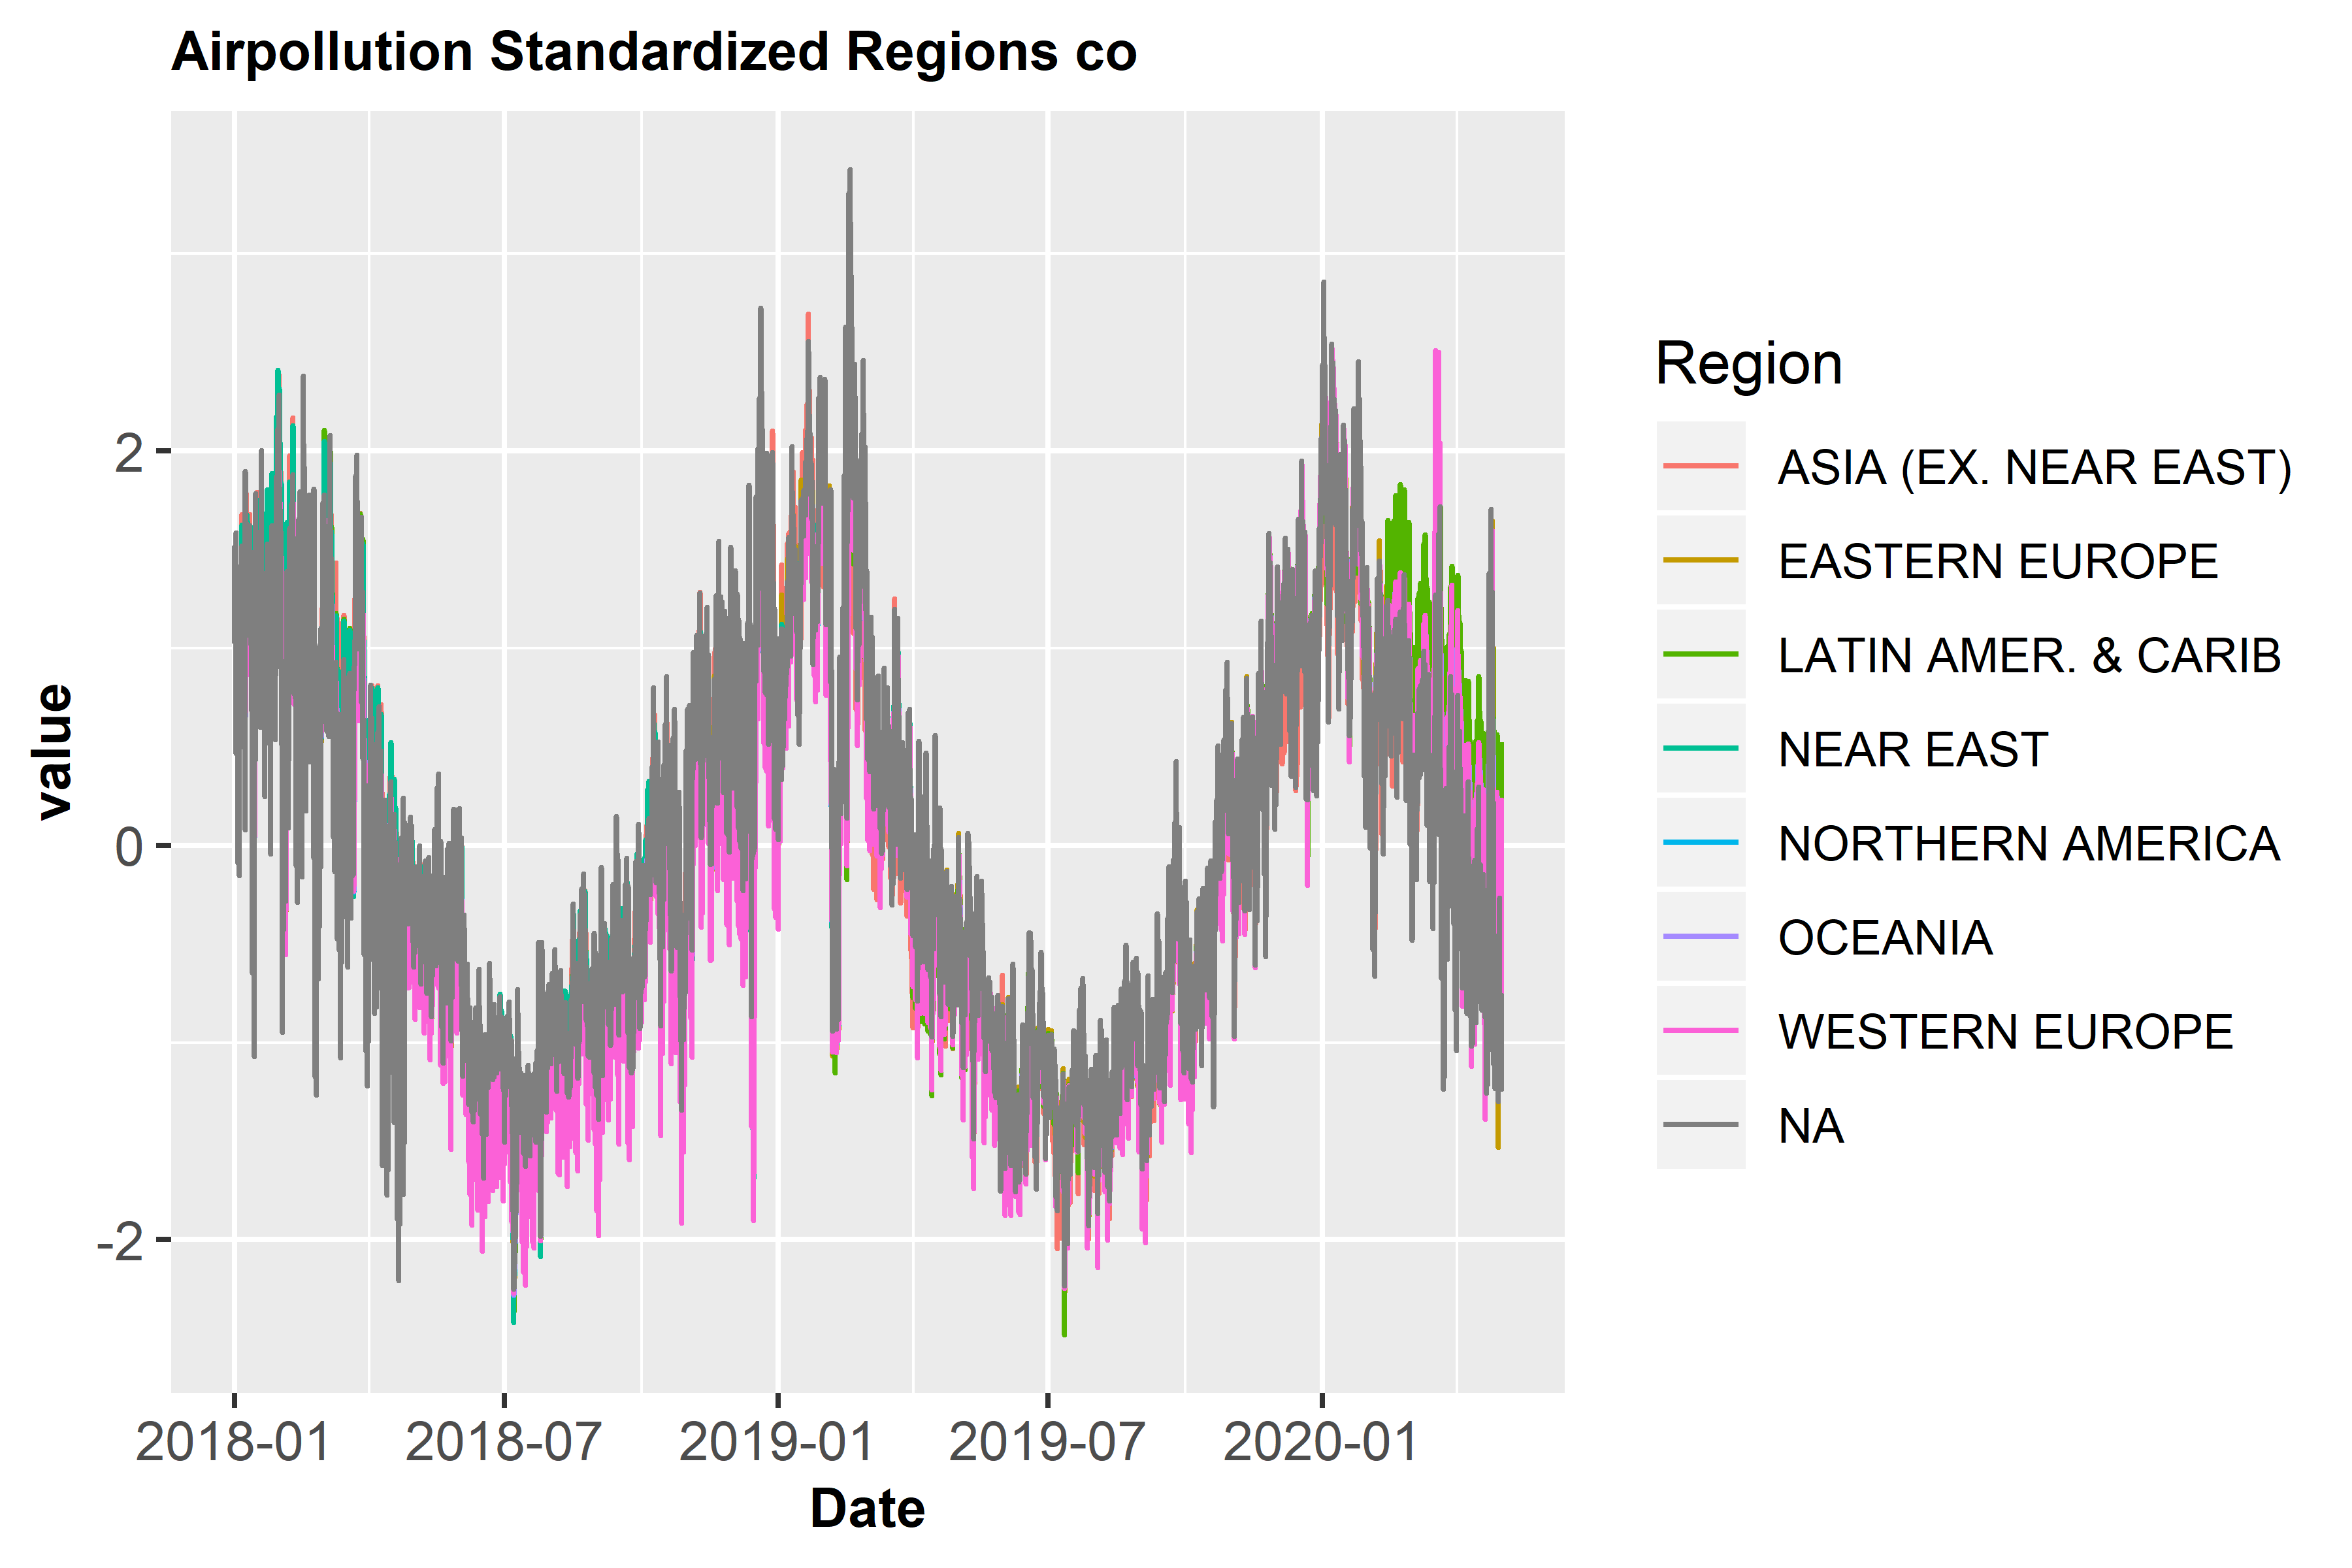 Airpollution Standardized Regions co
value
2
0
-2
2018-01
2018-07
2019-01
2019-07
2020-01
Date
Region
ASIA (EX. NEAR EAST)
EASTERN EUROPE
LATIN AMER. & CARIB
NEAR EAST
NORTHERN AMERICA
OCEANIA
WESTERN EUROPE
NA